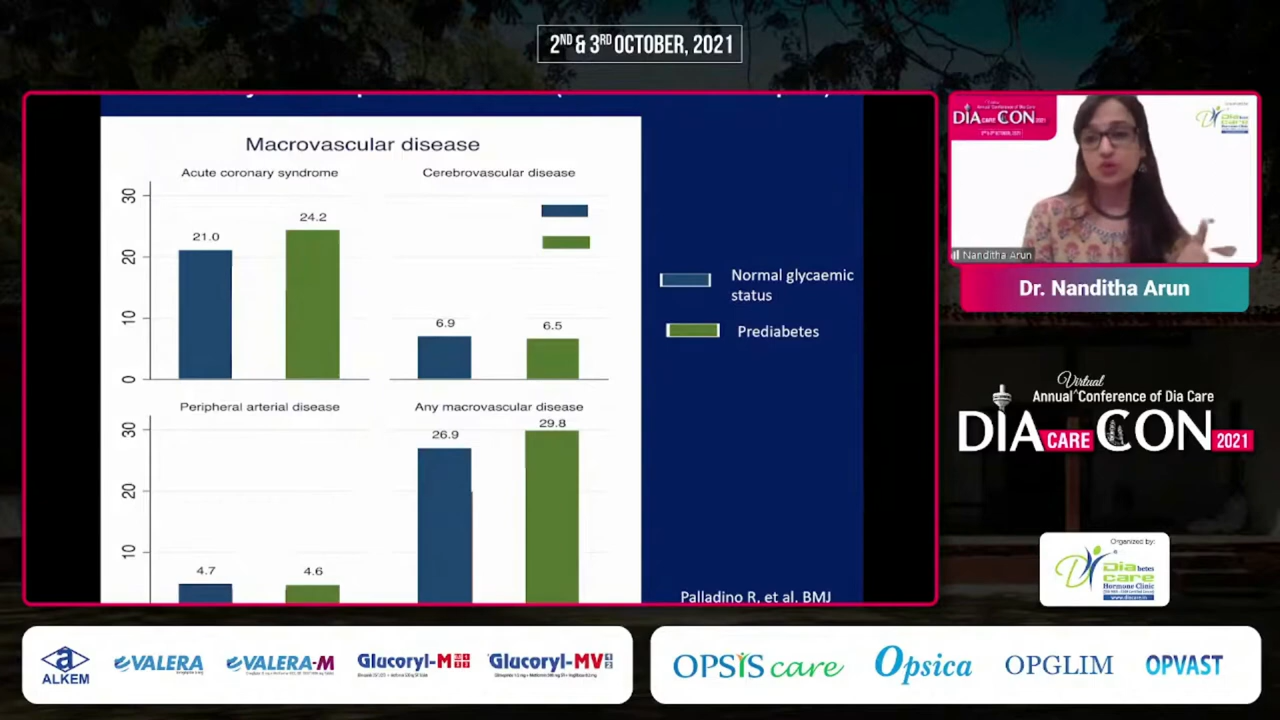 2ND & 3RD OCTOBER, 2021
Macrovascular disease
Acute coronary syndrome
Cerebrovascular disease
30
20
10
0
21.0
24.2
6.9
6.5
Normal glycaemic
status
Prediabetes
Peripheral arterial disease
Any macrovascular disease
30
20
10
4.7
4.6
26.9
29.8
Palladino R. et al. BMJ
DIA CARE CON 2021
Nanditha Arun
Dr. Nanditha Arun
Virtual
Annual Conference of Dia Care
DIA CARE CON 2021
Organized by:
Diabetes
care
Hormone Clinic
ALKEM
VALERA
VALERA-M
Glucoryl-M
Glucoryl-MV
OPSIS care
Opsica
OPGLIM
OPVAST